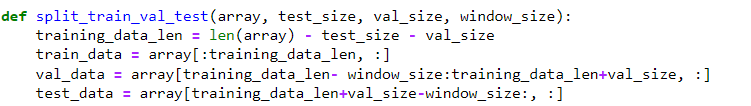 def split_train_val_test(array, test_size, val_size, window_size):
    training_data_len = len(array) - test_size - val_size
    train_data = array[:training_data_len, :]
    val_data = array[training_data_len- window_size:training_data_len+val_size, :]
    test_data = array[training_data_len+val_size-window_size:, :]